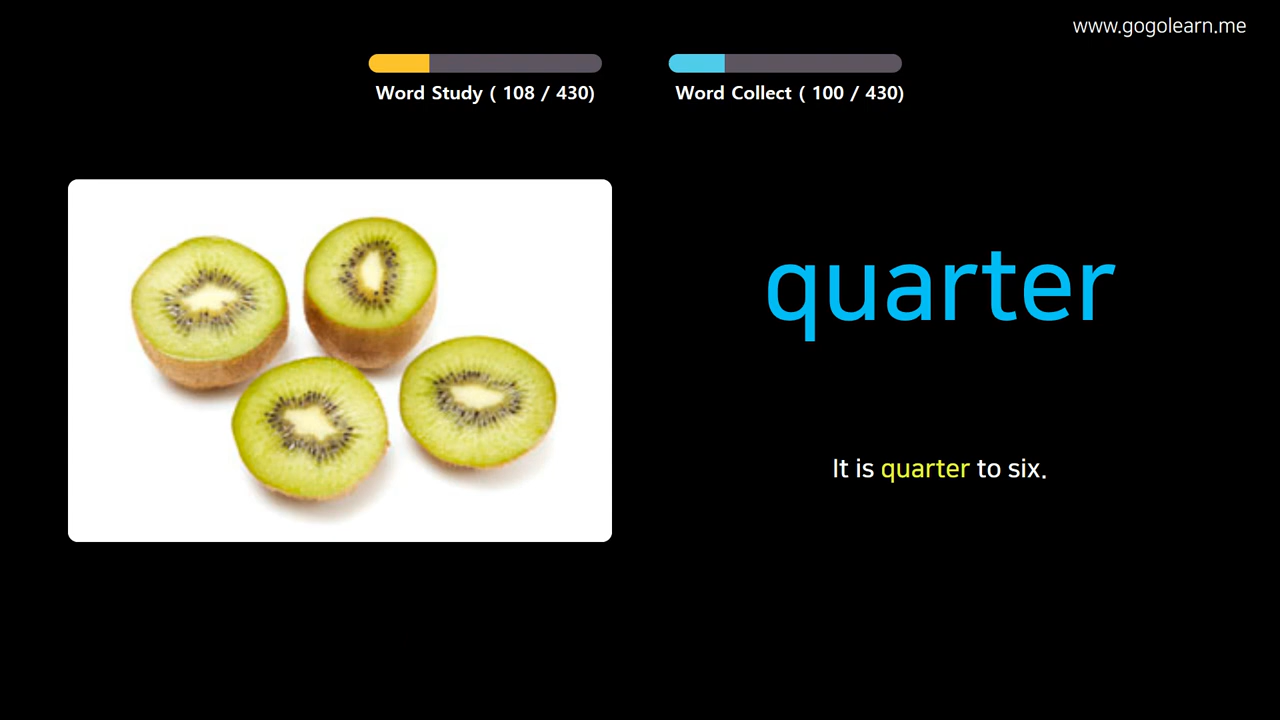 www.gogolearn.me
Word Study ( 108 / 430)
Word Collect ( 100 / 430)
quarter
It is quarter to six.